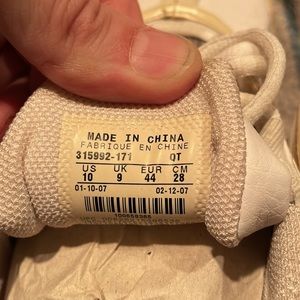 MADE IN CHINA
FABRIQUE EN CHINE
315992-171 QT
US UK EUR CM
10 9 44 28
01-10-07 02-12-07